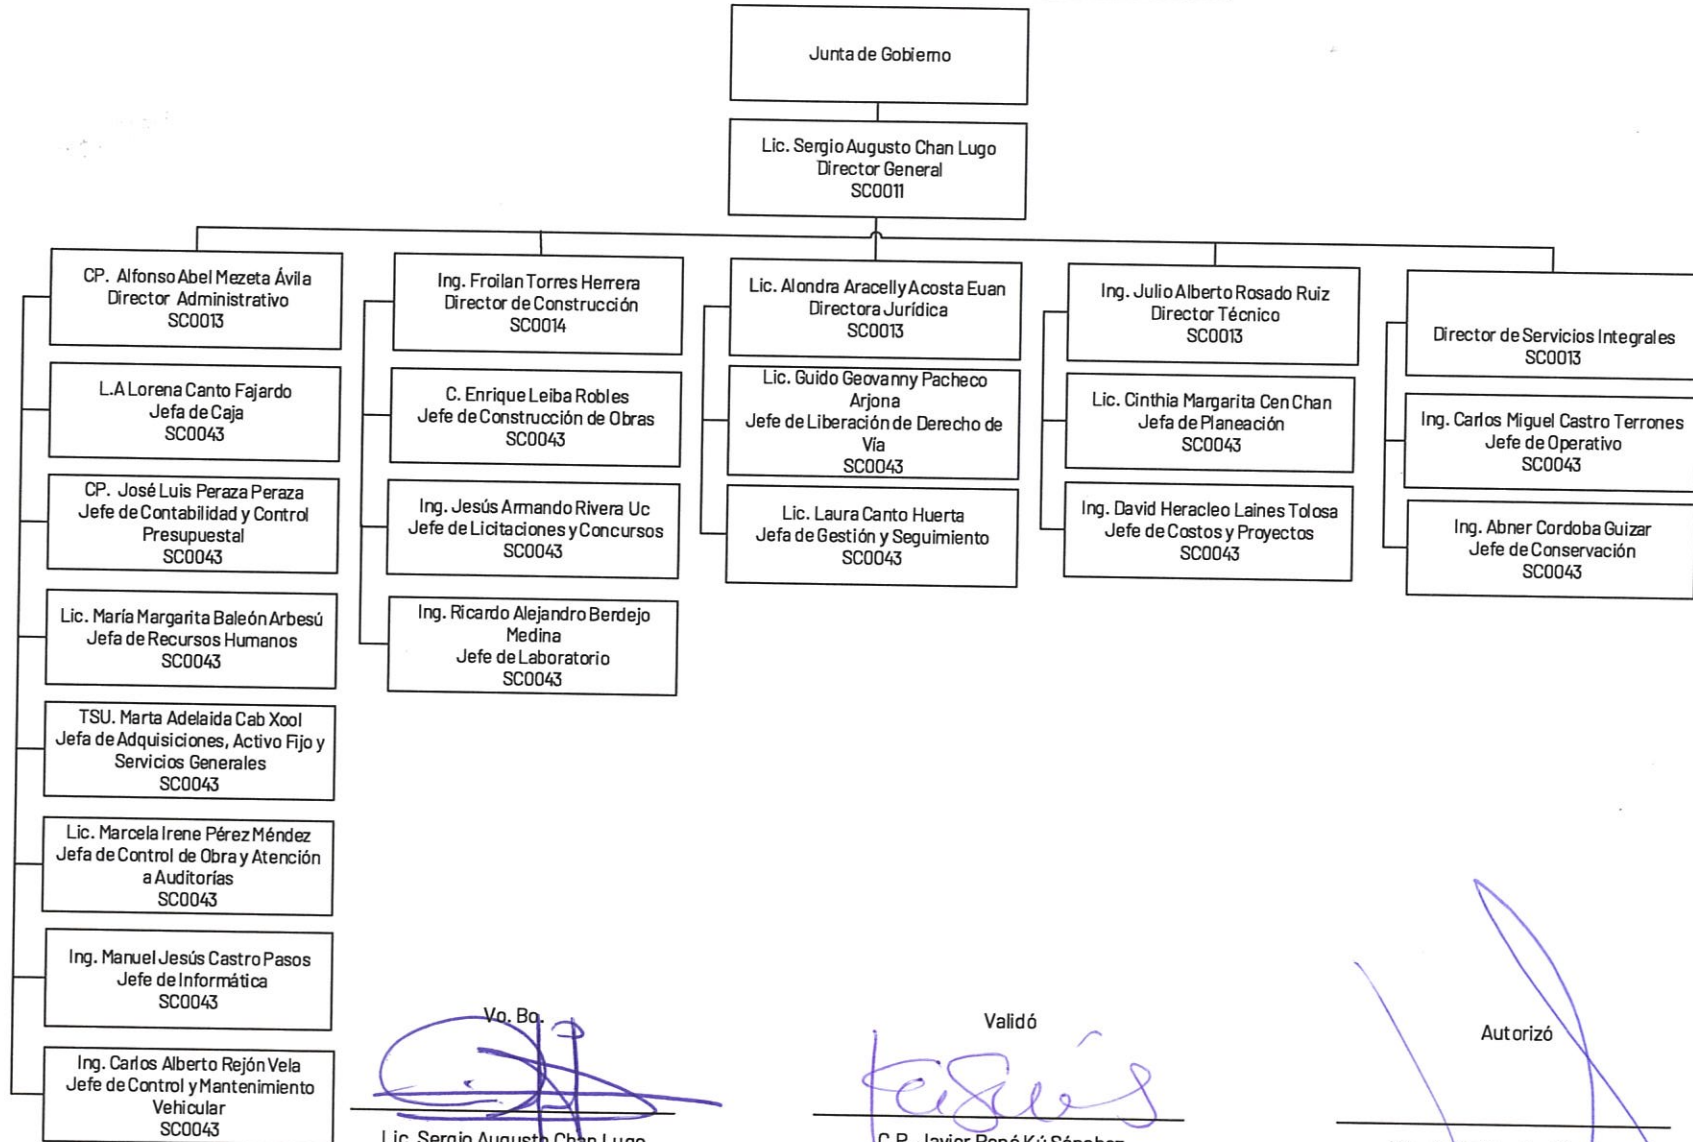 Junta de Gobierno
Lic. Sergio Augusto Chan Lugo
Director General
SC0011
CP. Alfonso Abel Mezeta Ávila
Director Administrativo
SC0013
L.A Lorena Canto Fajardo
Jefa de Caja
SC0043
CP. José Luis Peraza Peraza
Jefe de Contabilidad y Control
Presupuestal
SC0043
Lic. María Margarita Baleón Arbesú
Jefa de Recursos Humanos
SC0043
TSU. Marta Adelaida Cab Xool
Jefa de Adquisiciones, Activo Fijo y
Servicios Generales
SC0043
Lic. Marcela Irene Pérez Méndez
Jefa de Control de Obra y Atención
a Auditorías
SC0043
Ing. Manuel Jesús Castro Pasos
Jefe de Informática
SC0043
Ing. Carlos Alberto Rejón Vela
Jefe de Control y Mantenimiento
Vehicular
SC0043
Ing. Froilan Torres Herrera
Director de Construcción
SC0014
C. Enrique Leiba Robles
Jefe de Construcción de Obras
SC0043
Ing. Jesús Armando Rivera Uc
Jefe de Licitaciones y Concursos
SC0043
Ing. Ricardo Alejandro Berdejo
Medina
Jefe de Laboratorio
SC0043
Lic. Alondra Aracelly Acosta Euan
Directora Jurídica
SC0013
Lic. Guido Geovanny Pacheco
Arjona
Jefe de Liberación de Derecho de
Vía
SC0043
Lic. Laura Canto Huerta
Jefa de Gestión y Seguimiento
SC0043
Ing. Julio Alberto Rosado Ruiz
Director Técnico
SC0013
Lic. Cinthia Margarita Cen Chan
Jefa de Planeación
SC0043
Ing. David Heracleo Laines Tolosa
Jefe de Costos y Proyectos
SC0043
Director de Servicios Integrales
SC0013
Ing. Carlos Miguel Castro Terrones
Jefe de Operativo
SC0043
Ing. Abner Cordoba Guizar
Jefe de Conservación
SC0043
Vo. Bo.
Lic. Sergio Augusto Chan Lugo
Validó
C.P. Javier René Kú Sánchez
Autorizó